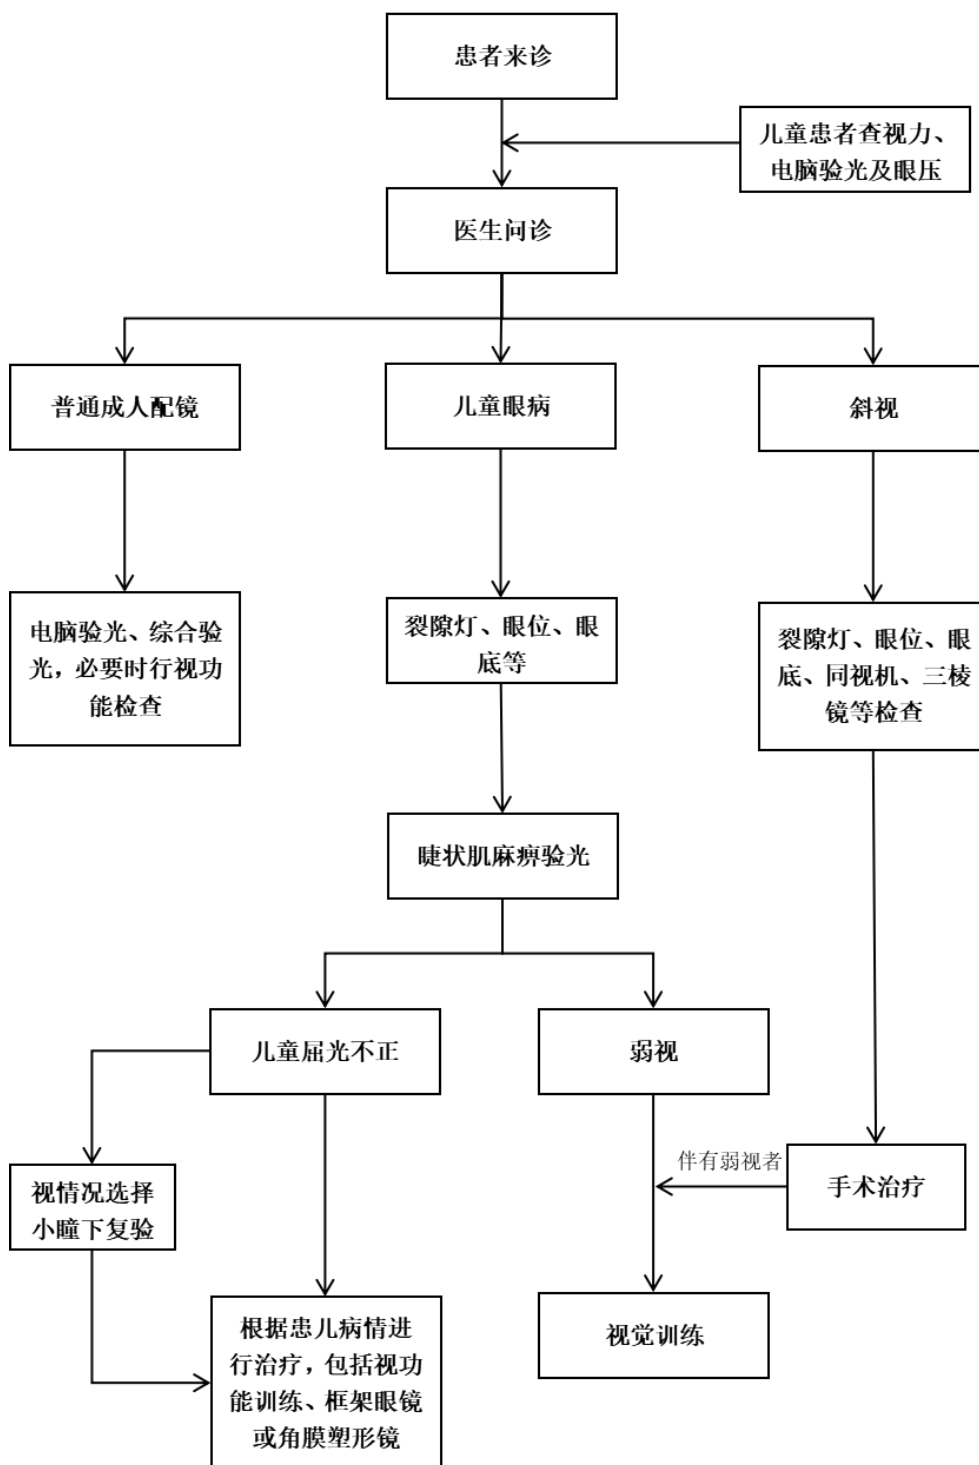 患者来诊
儿童患者查视力、
电脑验光及眼压
医生问诊
普通成人配镜
儿童眼病
斜视
电脑验光、综合验
光，必要时行视功
能检查
裂隙灯、眼位、眼
底等
裂隙灯、眼位、眼
底、同视机、三棱
镜等检查
睫状肌麻痹验光
儿童屈光不正
弱视
视情况选择
小瞳下复验
伴有弱视者
手术治疗
根据患儿病情进
行治疗，包括视功
能训练、框架眼镜
或角膜塑形镜
视觉训练